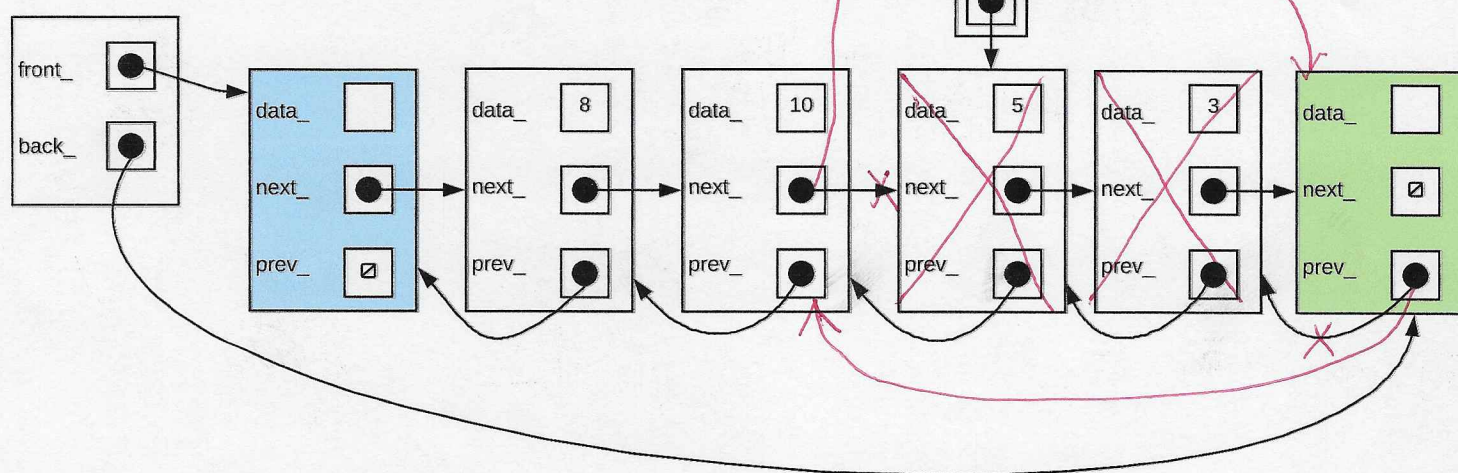 front_
back_
data_
next_
prev_
data_ 8
next_
prev_
data_ 10
next_
prev_
data_ 5
next_
prev_
data_ 3
next_
prev_
data_
next_
prev_